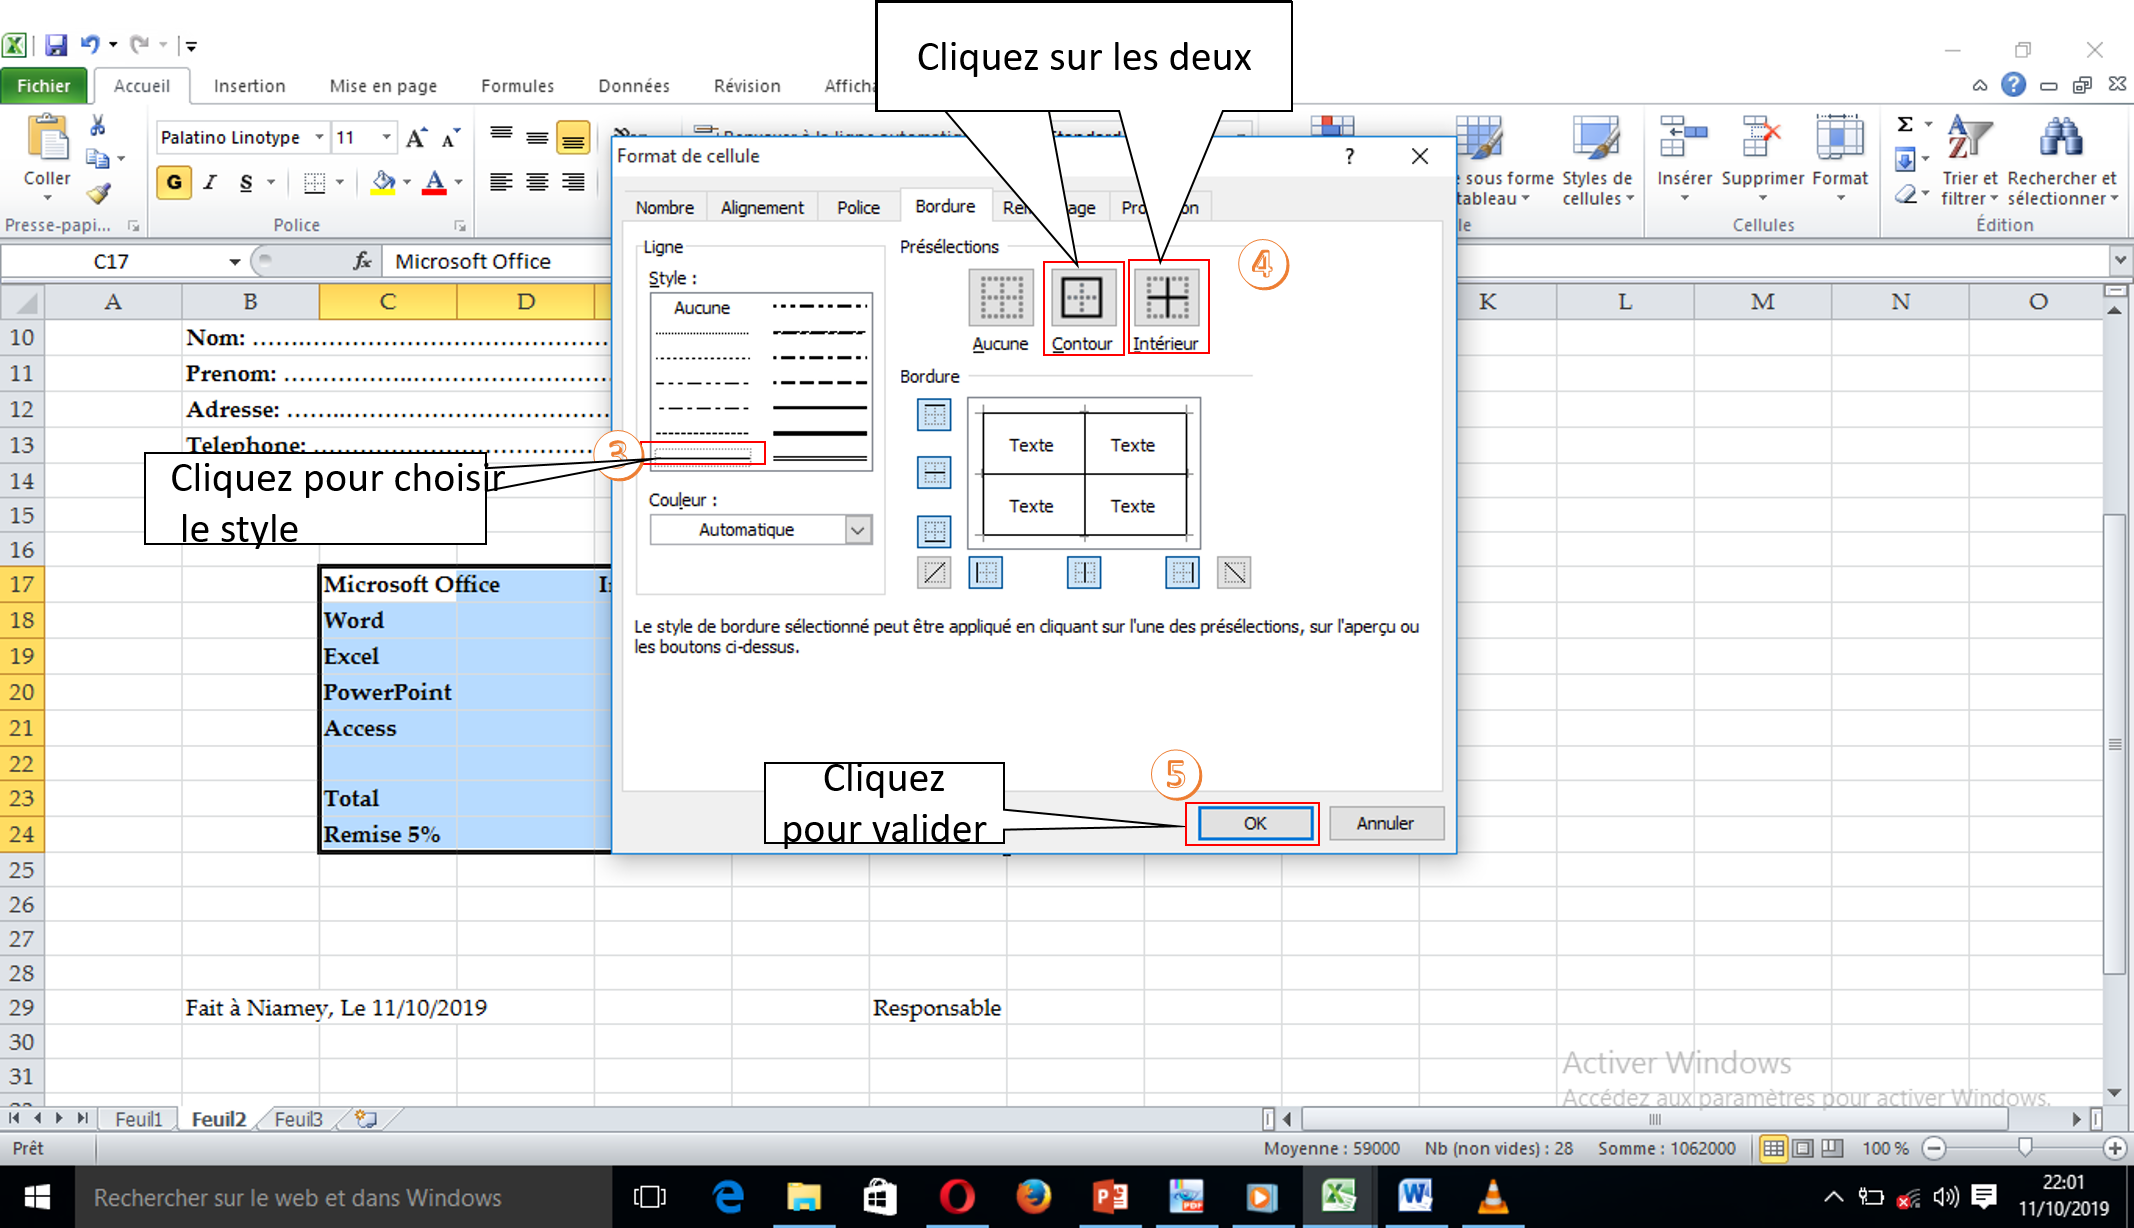 Cliquez sur les deux
Fichier Accueil Insertion Mise en page Formules Données Révision
Palatino Linotype 11
Coller
G I S
sous forme Styles de Insérer Supprimer Format Trier et Rechercher et
tableau cellules filtrer sélectionner
Presse-papi... Police Cellules Édition
C17 fx Microsoft Office
Format de cellule ?
Nombre Alignement Police Bordure
A B C D K L M N O
Ligne
Style :
Aucune
Présélections
4
Aucune Contour Intérieur
Bordure
Texte Texte
Texte Texte
Couleur :
Automatique
3
Cliquez pour choisir
le style
Le style de bordure sélectionné peut être appliqué en cliquant sur l'une des présélections, sur l'aperçu ou
les boutons ci-dessus.
Cliquez
pour valider
5
OK Annuler
10 Nom: ……..……………………………………
11 Prenom: ……………..………………………
12 Adresse: ……..………………………………
13 Telephone: ………………………………
14
15
16
17 Microsoft Office
18 Word
19 Excel
20 PowerPoint
21 Access
22
23 Total
24 Remise 5%
25
26
27
28
29 Fait à Niamey, Le 11/10/2019 Responsable
30
31
Activer Windows
Accédez aux paramètres pour activer Windows.
Feuil1 Feuil2 Feuil3
Prêt Moyenne : 59000 Nb (non vides) : 28 Somme : 1062000 100 %
Rechercher sur le web et dans Windows
22:01
11/10/2019